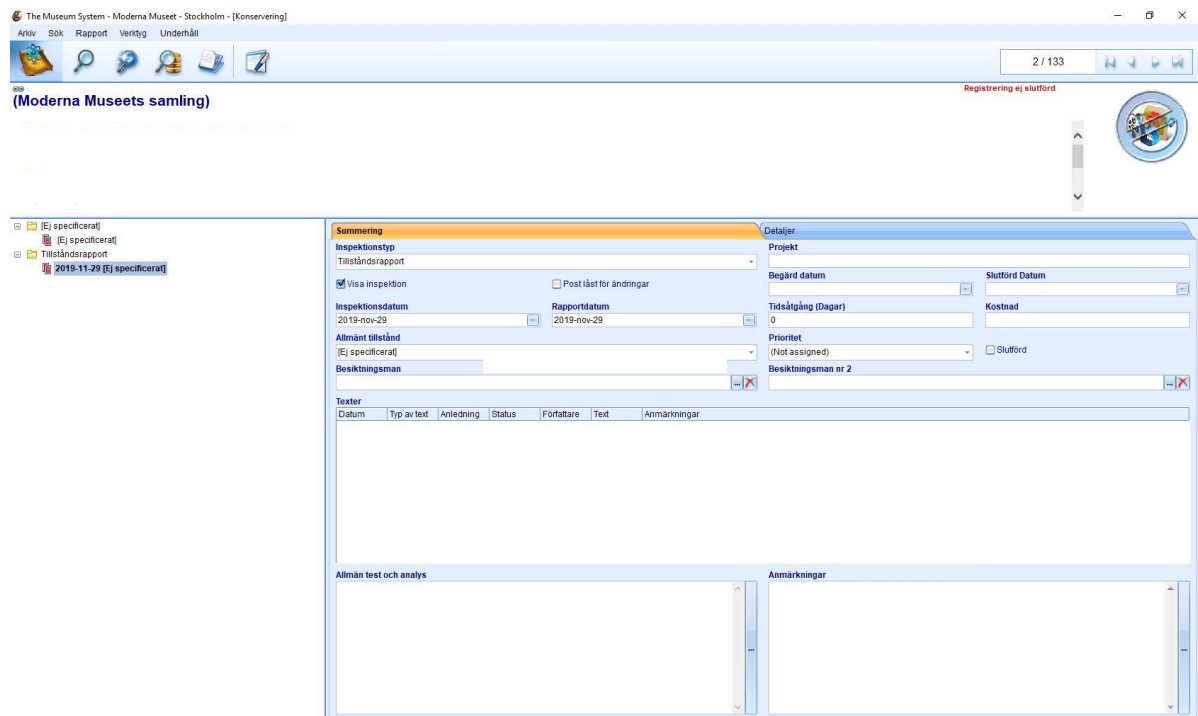 The Museum System - Moderna Museet - Stockholm - [Konservering]
Arkiv Sök Rapport Verktyg Underhåll
2 / 133
Registrering ej slutförd
(Moderna Museets samling)
[Ej specificerat]
[Ej specificerat]
Tillståndsrapport
2019-11-29 [Ej specificerat]
Summering Detaljer
Inspektionstyp Projekt
Tillståndsrapport
Begärd datum Slutförd Datum
Visa inspektion Post låst för ändringar
Inspektionsdatum Rapportdatum Tidsåtgång (Dagar) Kostnad
2019-nov-29 2019-nov-29 0
Allmänt tillstånd Prioritet
[Ej specificerat] (Not assigned) Slutförd
Besiktningsman Besiktningsman nr 2
Texter
Datum Typ av text Anledning Status Författare Text Anmärkningar
Allmän test och analys Anmärkningar